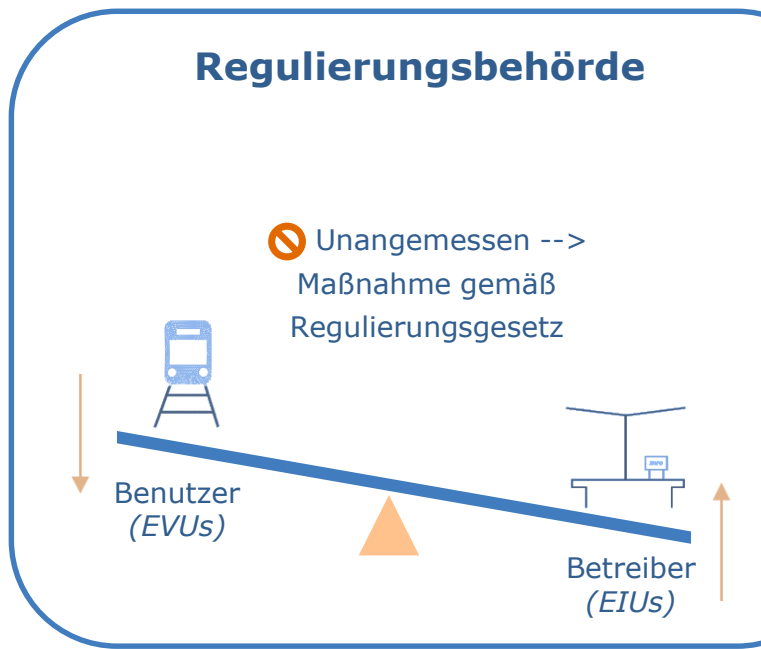 Regulierungsbehörde
Unangemessen -->
Maßnahme gemäß
Regulierungsgesetz
Benutzer
(EVUs)
Betreiber
(EIUs)